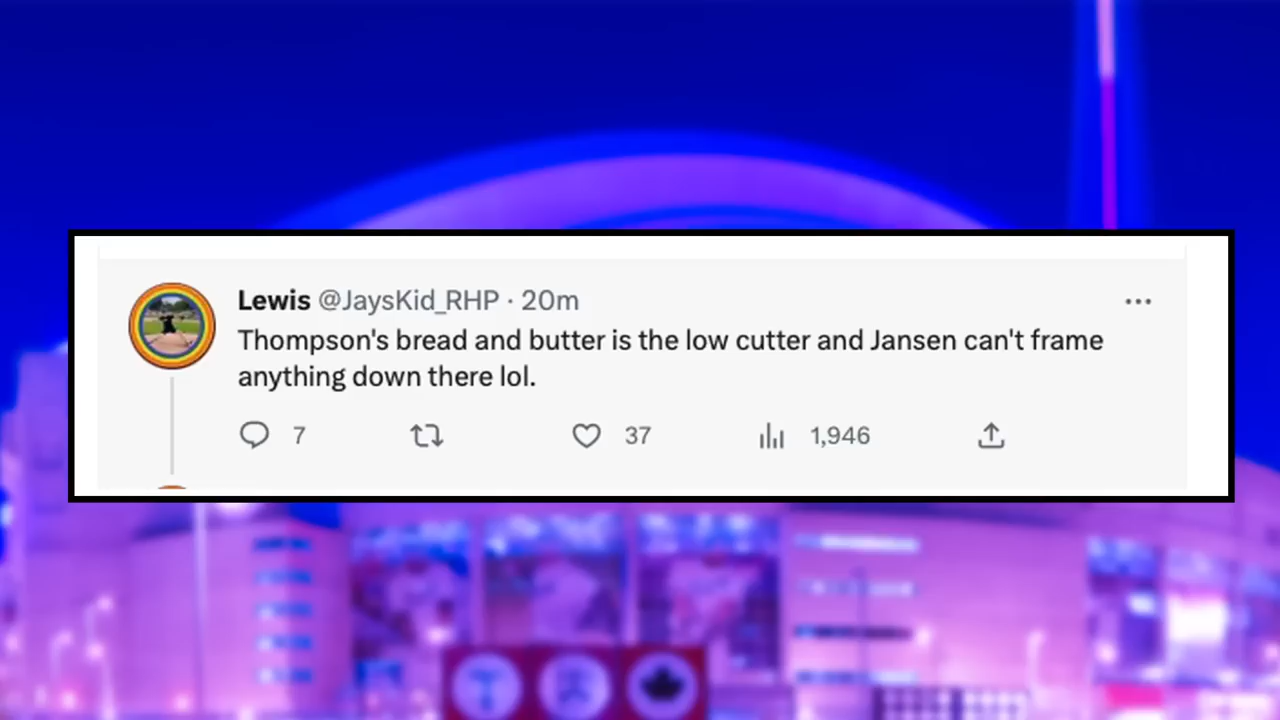 Lewis @JaysKid_RHP · 20m
Thompson's bread and butter is the low cutter and Jansen can't frame
anything down there lol.
7 37 1,946